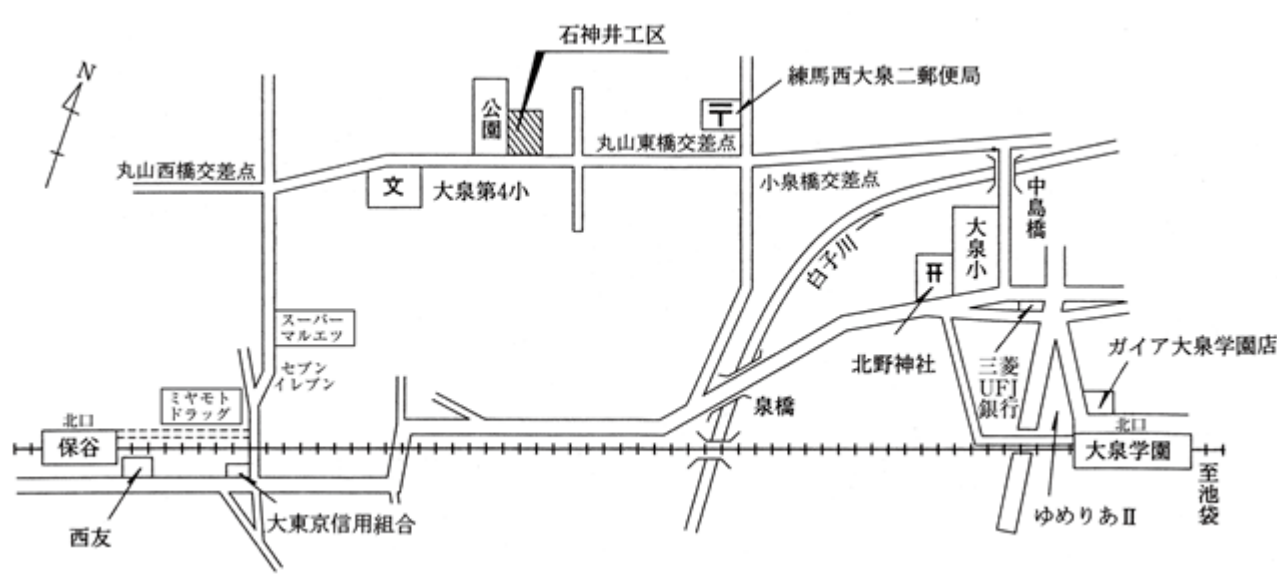 石神井工区
N
練馬西大泉二郵便局
公園
〒
丸山東橋交差点
丸山西橋交差点
文
大泉第4小
小泉橋交差点
中島橋
大泉小
白子川
スーパー
マルエツ
北野神社
ガイア大泉学園店
セブン
イレブン
三菱
UFJ
銀行
ミヤモト
ドラッグ
泉橋
北口
北口
保谷
大泉学園
至池袋
西友
大東京信用組合
ゆめりあⅡ